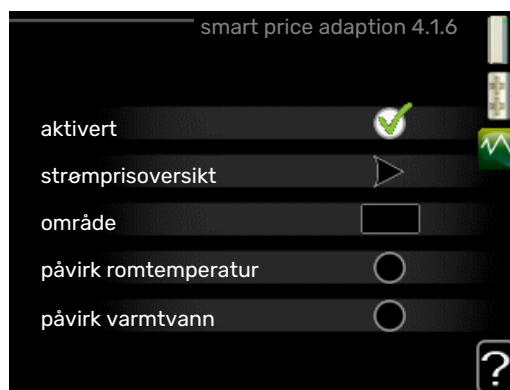 smart price adaption 4.1.6
aktivert
strømprisoversikt
område
påvirk romtemperatur
påvirk varmtvann
?